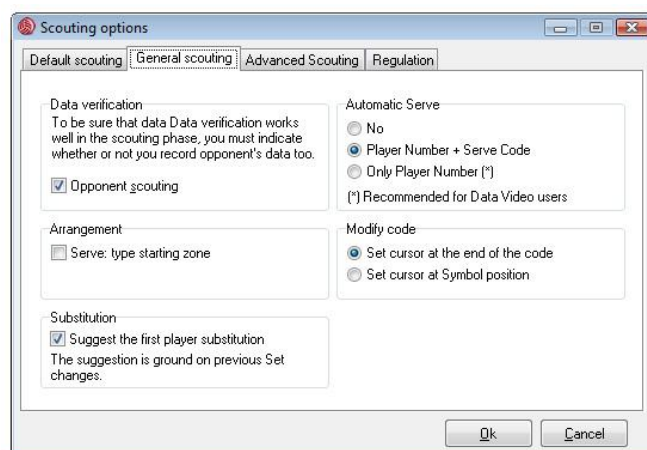 Scouting options
Default scouting
General scouting
Advanced Scouting
Regulation
Data verification
To be sure that data Data verification works
well in the scouting phase, you must indicate
whether or not you record opponent's data too.
Opponent scouting
Arrangement
Serve: type starting zone
Substitution
Suggest the first player substitution
The suggestion is ground on previous Set
changes.
Automatic Serve
No
Player Number + Serve Code
Only Player Number (*)
(*) Recommended for Data Video users
Modify code
Set cursor at the end of the code
Set cursor at Symbol position
Ok
Cancel